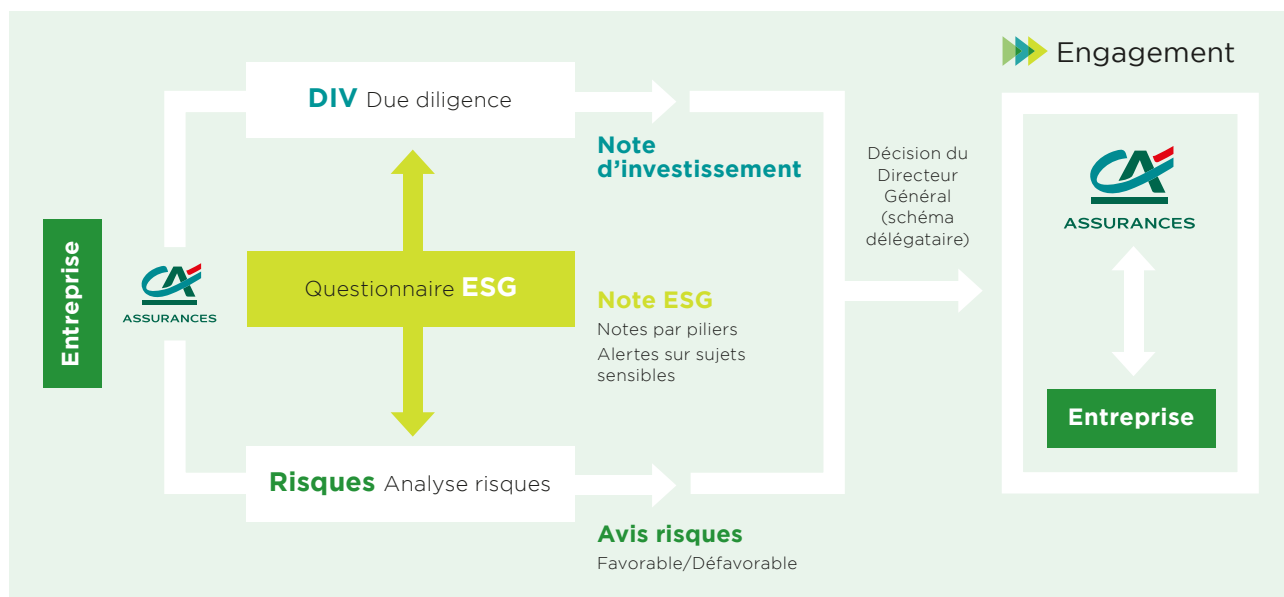 Engagement
DIV Due diligence
Note
d'investissement
Décision du
Directeur
Général
(schéma
délégataire)
CA
ASSURANCES
Entreprise
CA
ASSURANCES
Questionnaire ESG
Note ESG
Notes par piliers
Alertes sur sujets
sensibles
Entreprise
Risques Analyse risques
Avis risques
Favorable/Défavorable